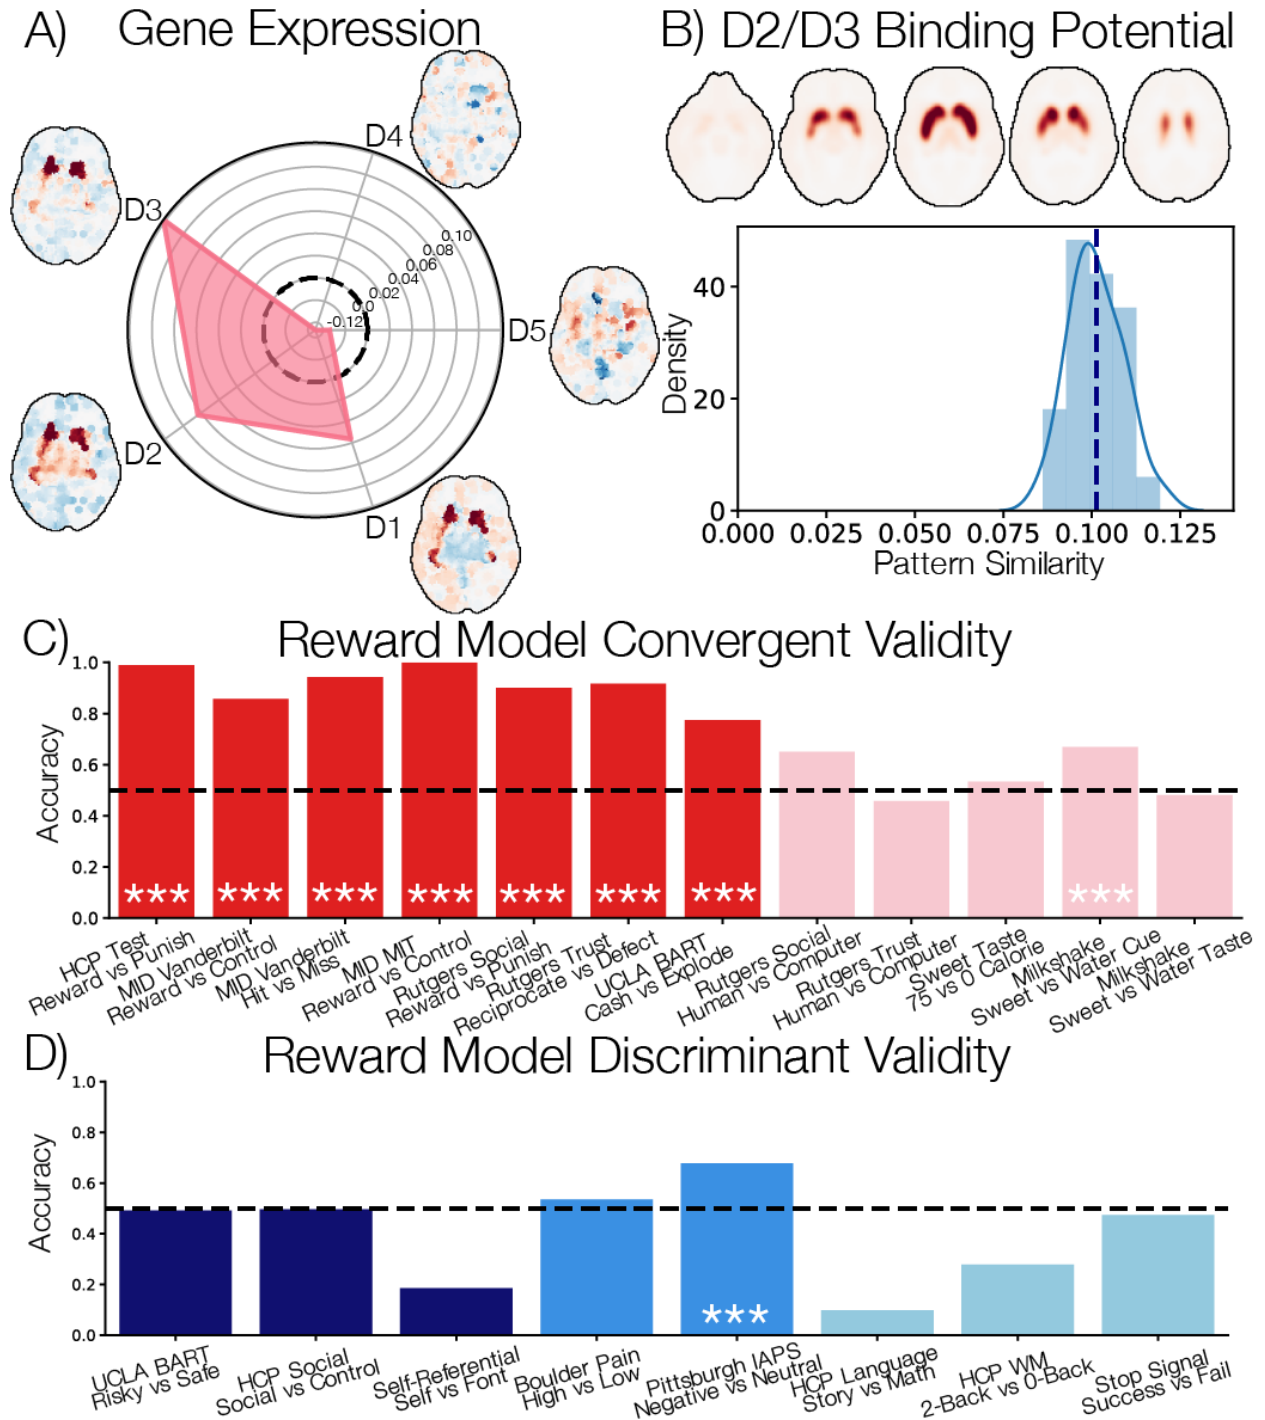 A) Gene Expression
D4
D3
0.10
0.08
0.06
0.04
0.02
0.0
-0.12
D5
D2
D1
B) D2/D3 Binding Potential
Density
40
20
0
0.000 0.025 0.050 0.075 0.100 0.125
Pattern Similarity
C) Reward Model Convergent Validity
Accuracy
1.0
0.8
0.6
0.4
0.2
0.0
*** *** *** *** *** *** *** ***
HCP Test
Reward vs Punish
MID Vanderbilt
Reward vs Control
MID Vanderbilt
Hit vs Miss
MID MIT
Reward vs Control
Rutgers Social
Reward vs Punish
Rutgers Trust
Reciprocate vs Defect
UCLA BART
Cash vs Explode
Rutgers Social
Human vs Computer
Rutgers Trust
Human vs Computer
Sweet Taste
75 vs 0 Calorie
Milkshake
Sweet vs Water Cue
Milkshake
Sweet vs Water Taste
D) Reward Model Discriminant Validity
Accuracy
1.0
0.8
0.6
0.4
0.2
0.0
***
UCLA BART
Risky vs Safe
HCP Social
Social vs Control
Self-Referential
Self vs Font
Boulder Pain
High vs Low
Pittsburgh IAPS
Negative vs Neutral
HCP Language
Story vs Math
HCP WM
2-Back vs 0-Back
Stop Signal
Success vs Fail